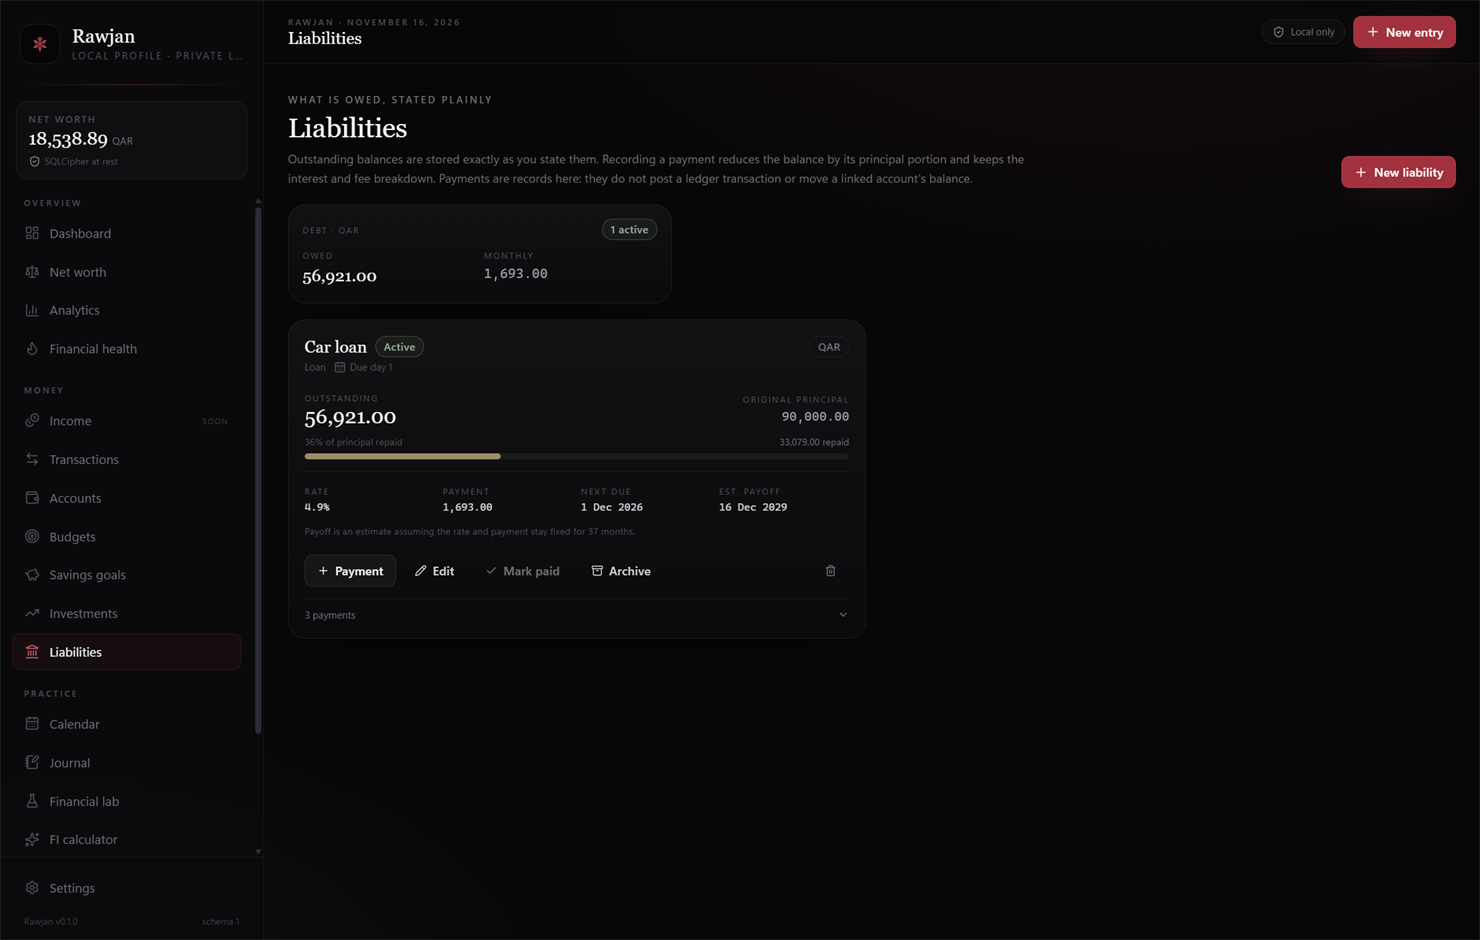 Rawjan
LOCAL PROFILE · PRIVATE L…
NET WORTH
18,538.89 QAR
SQLCipher at rest
OVERVIEW
Dashboard
Net worth
Analytics
Financial health
MONEY
Income SOON
Transactions
Accounts
Budgets
Savings goals
Investments
Liabilities
PRACTICE
Calendar
Journal
Financial lab
FI calculator
Settings
Rawjan v0.1.0 schema 1
RAWJAN · NOVEMBER 16, 2026
Liabilities
Local only
+ New entry
WHAT IS OWED, STATED PLAINLY
Liabilities
Outstanding balances are stored exactly as you state them. Recording a payment reduces the balance by its principal portion and keeps the
interest and fee breakdown. Payments are records here: they do not post a ledger transaction or move a linked account's balance.
+ New liability
DEBT · QAR 1 active
OWED MONTHLY
56,921.00 1,693.00
Car loan Active QAR
Loan Due day 1
OUTSTANDING ORIGINAL PRINCIPAL
56,921.00 90,000.00
36% of principal repaid 33,079.00 repaid
RATE PAYMENT NEXT DUE EST. PAYOFF
4.9% 1,693.00 1 Dec 2026 16 Dec 2029
Payoff is an estimate assuming the rate and payment stay fixed for 37 months.
+ Payment Edit Mark paid Archive
3 payments